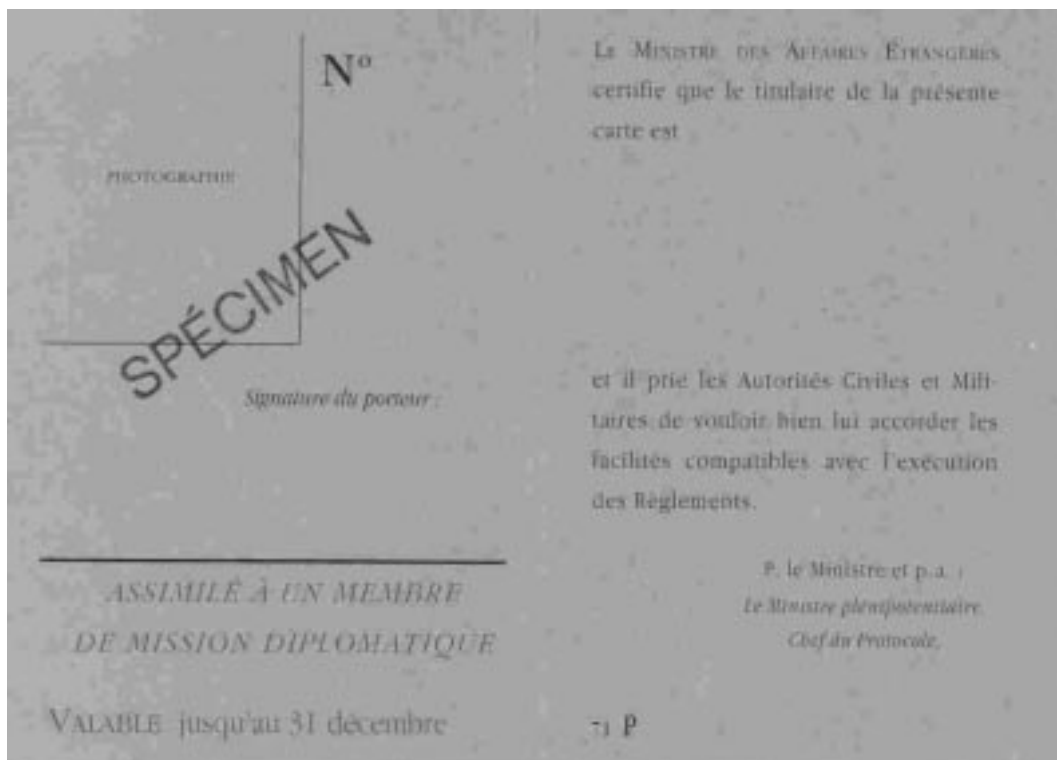 N°
PHOTOGRAPHIE
SPÉCIMEN
Signature du porteur :
ASSIMILÉ À UN MEMBRE
DE MISSION DIPLOMATIQUE
VALABLE jusqu'au 31 décembre
LE MINISTRE DES AFFAIRES ÉTRANGÈRES
certifie que le titulaire de la présente
carte est
et il prie les Autorités Civiles et Mili-
taires de vouloir bien lui accorder les
facilités compatibles avec l'exécution
des Règlements.
P. le Ministre et p.a. :
Le Ministre plénipotentiaire,
Chef du Protocole,
P